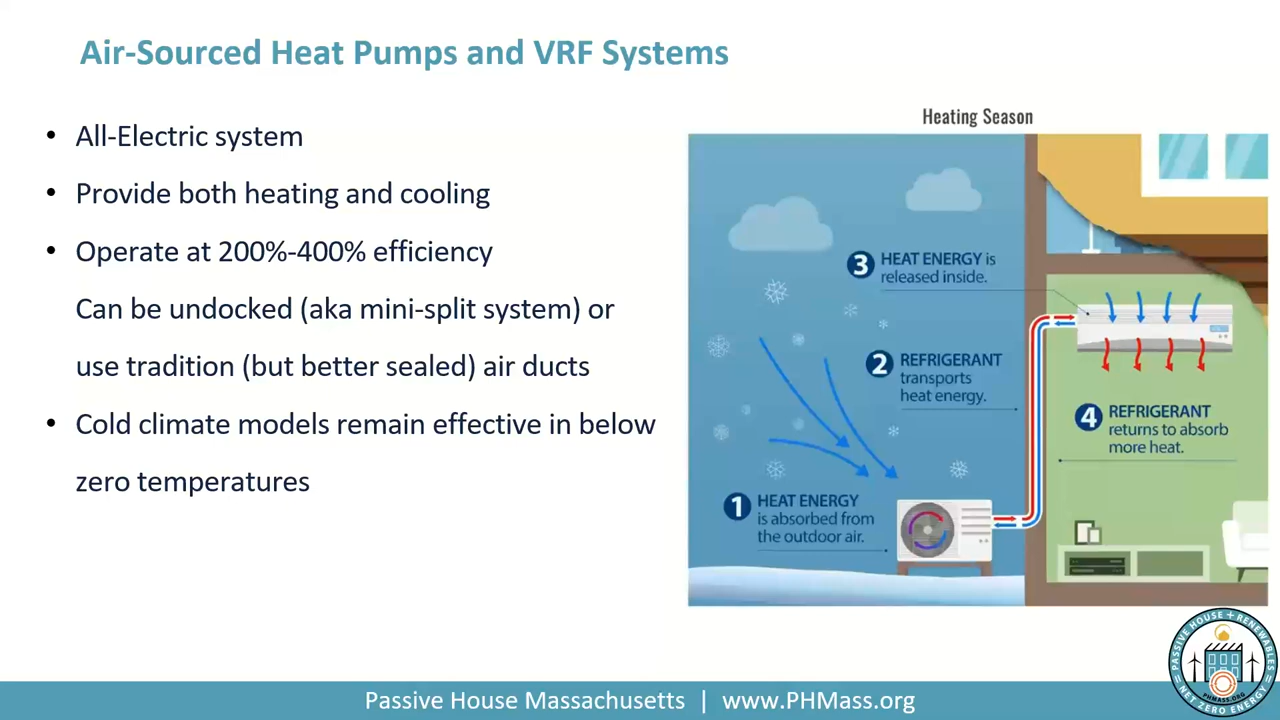 Air-Sourced Heat Pumps and VRF Systems
• All-Electric system
• Provide both heating and cooling
• Operate at 200%-400% efficiency
Can be undocked (aka mini-split system) or
use tradition (but better sealed) air ducts
• Cold climate models remain effective in below
zero temperatures
Heating Season
3 HEAT ENERGY is
released inside.
2 REFRIGERANT
transports
heat energy.
4 REFRIGERANT
returns to absorb
more heat.
1 HEAT ENERGY
is absorbed from
the outdoor air.
PASSIVE HOUSE + RENEWABLES
= NET ZERO ENERGY =
PHMASS.ORG
Passive House Massachusetts | www.PHMass.org